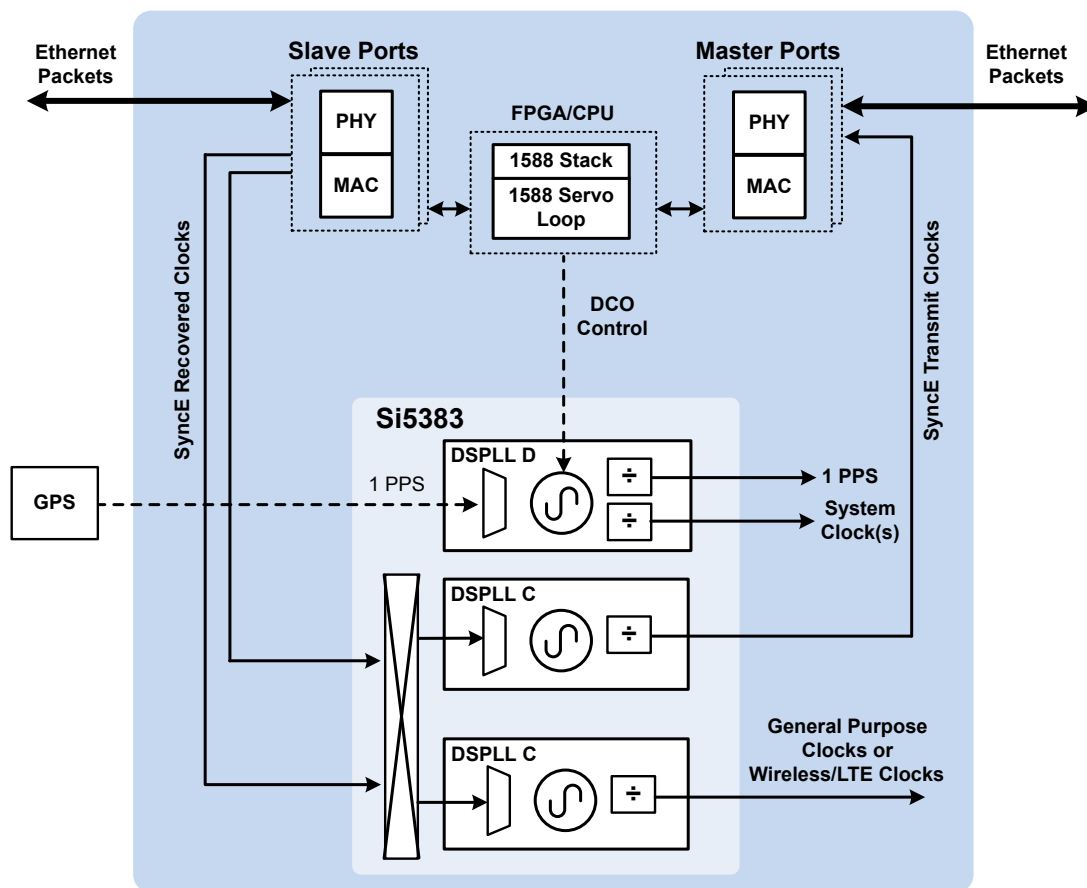 Ethernet
Packets
Slave Ports
Master Ports
Ethernet
Packets
PHY
MAC
FPGA/CPU
1588 Stack
1588 Servo
Loop
PHY
MAC
SyncE Recovered Clocks
DCO
Control
SyncE Transmit Clocks
Si5383
DSPLL D
GPS
1 PPS
÷
÷
1 PPS
System
Clock(s)
DSPLL C
÷
DSPLL C
÷
General Purpose
Clocks or
Wireless/LTE Clocks